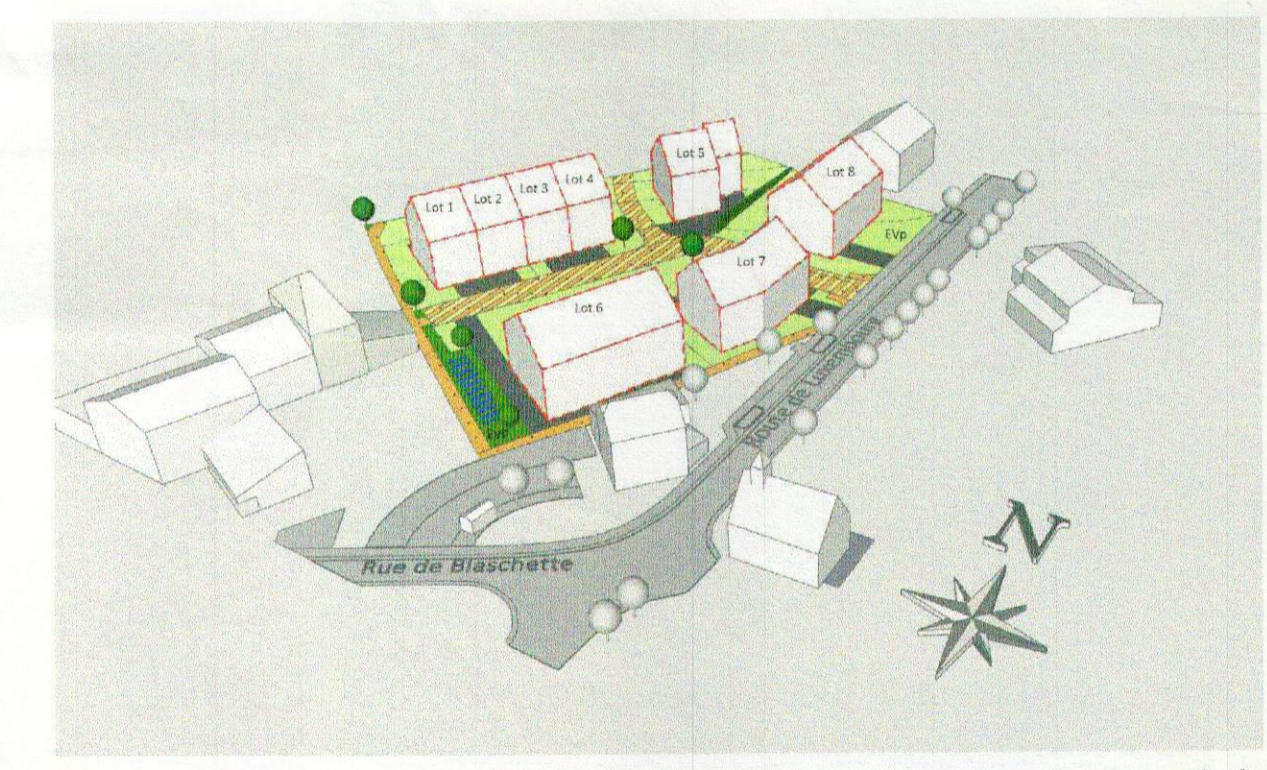 Lot 5
Lot 8
Lot 4
Lot 3
Lot 2
Lot 1
EVp
Lot 7
Lot 6
EVp
Route de Luxembourg
N
Rue de Blaschette